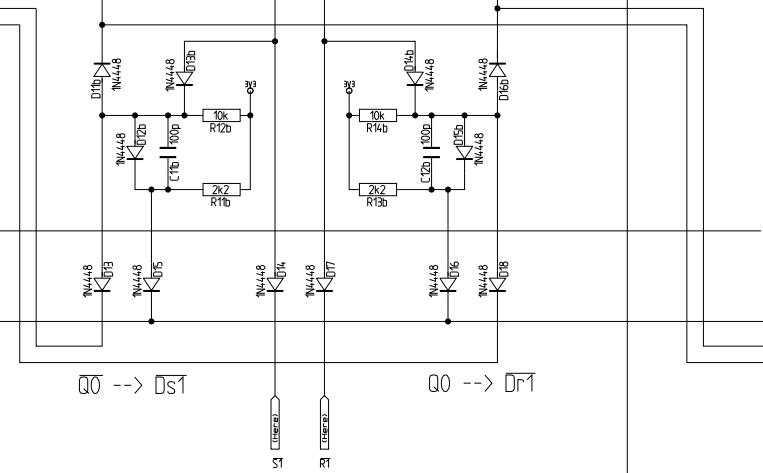 D11b
1N4448
1N4448
D13b
3V3
3V3
D14b
1N4448
D16b
1N4448
1N4448
D12b
100p
C11b
10k
R12b
10k
R14b
100p
C12b
D15b
1N4448
2k2
R11b
2k2
R13b
1N4448
D13
1N4448
D15
1N4448
D14
1N4448
D17
1N4448
D16
1N4448
D18
Q0 --> Ds1
Q0 --> Dr1
(Here)
(Here)
S1
R1